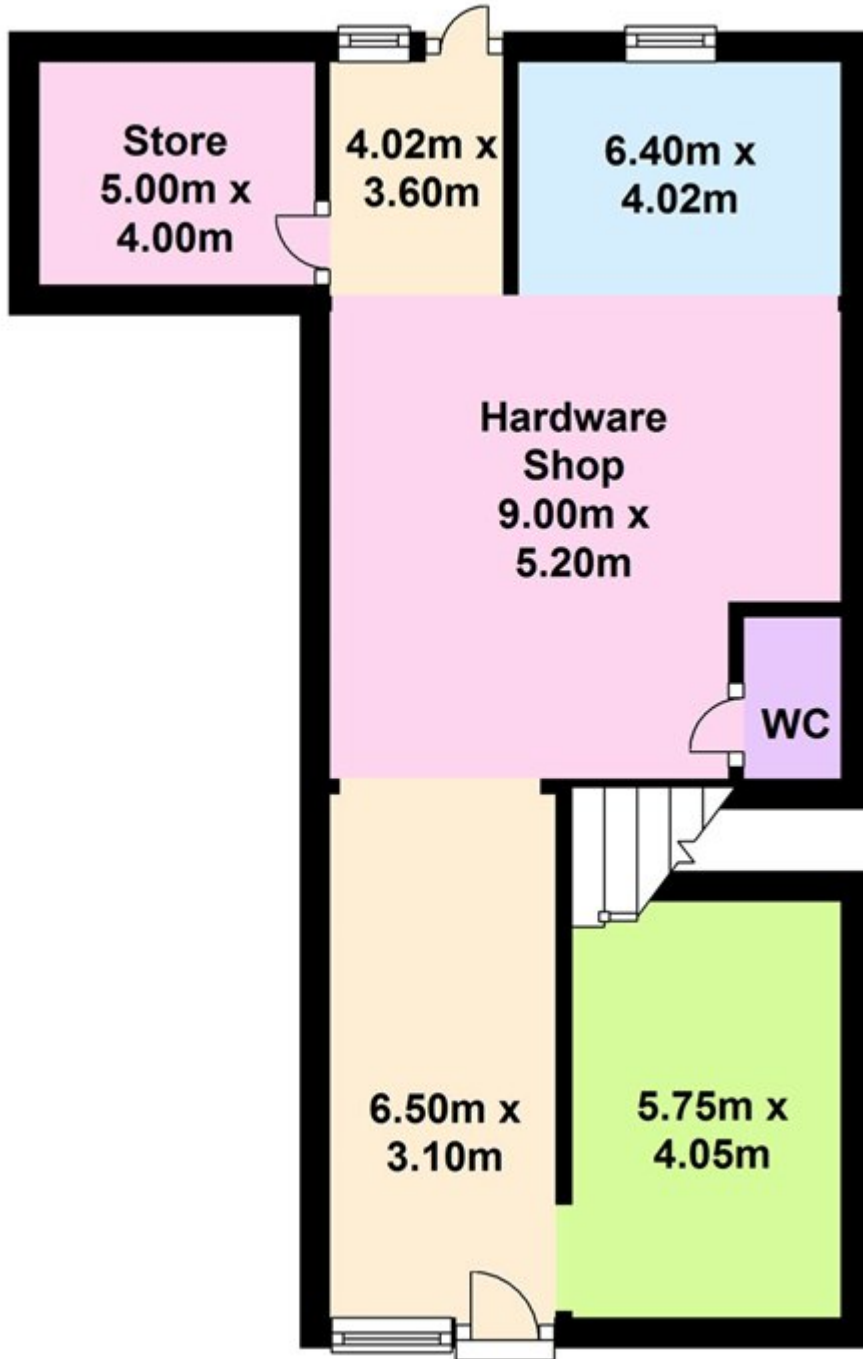 Store
5.00m x
4.00m
4.02m x
3.60m
6.40m x
4.02m
Hardware
Shop
9.00m x
5.20m
WC
6.50m x
3.10m
5.75m x
4.05m